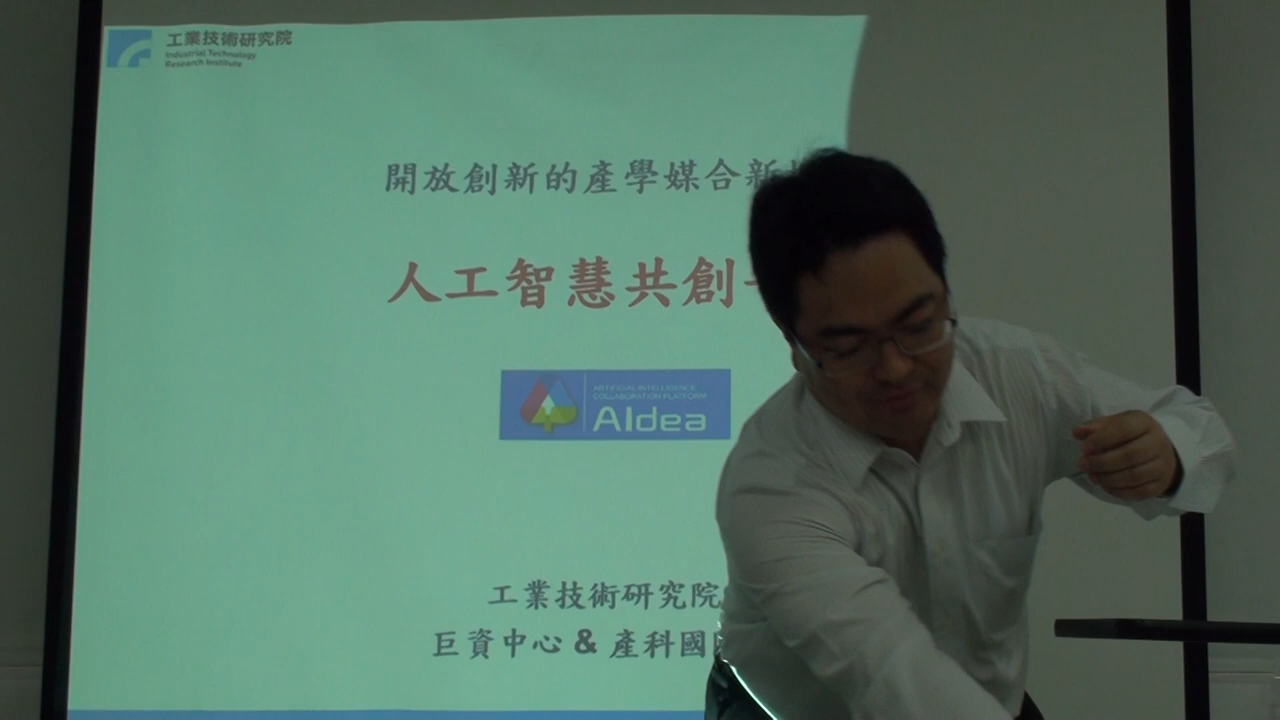 工業技術研究院
Industrial Technology
Research Institute
開放創新的產學媒合新
人工智慧共創
ARTIFICIAL INTELLIGENCE
COLLABORATION PLATFORM
AIdea
工業技術研究院
巨資中心 & 產科國